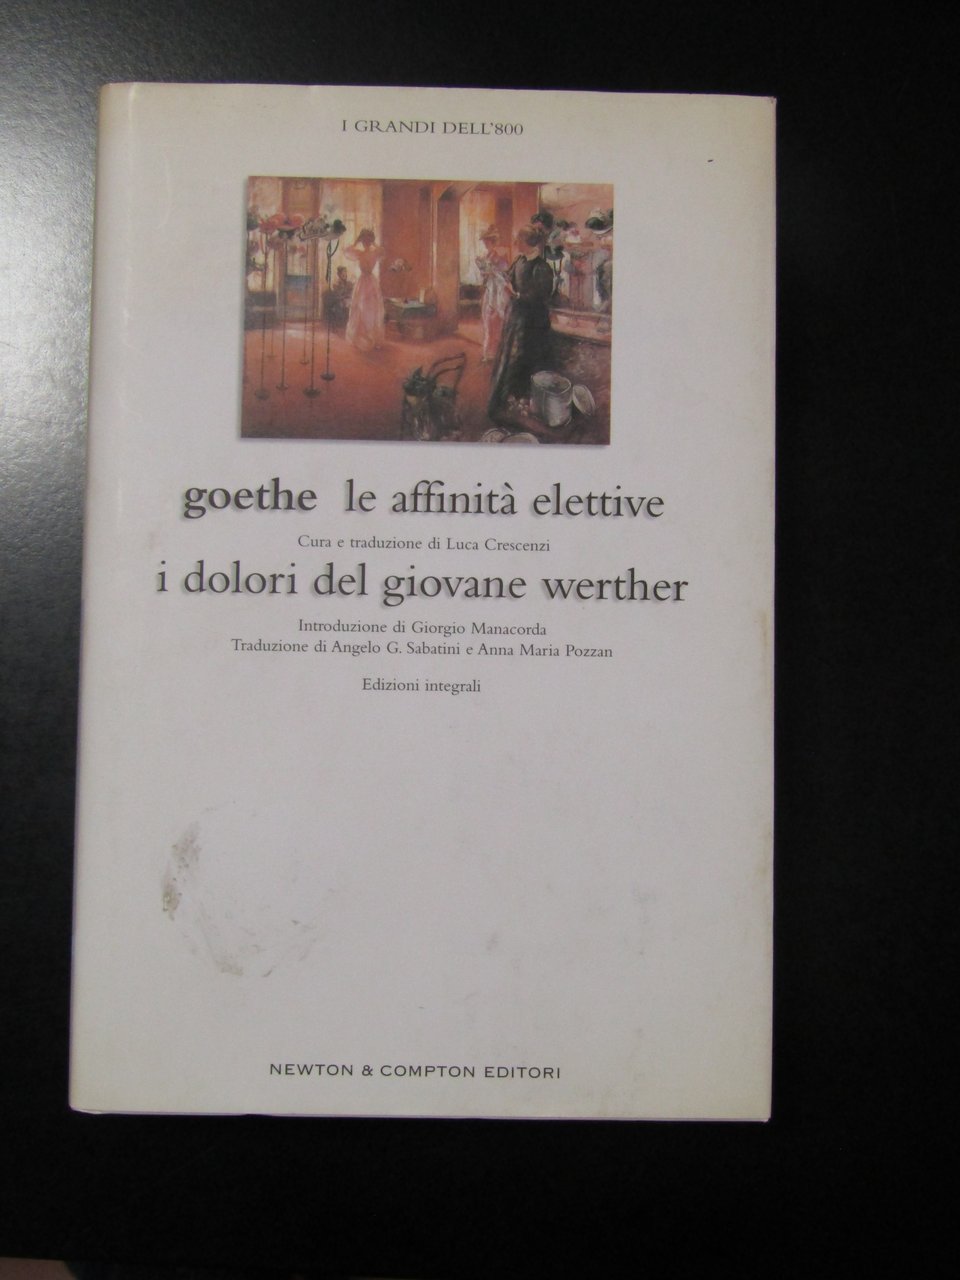 I GRANDI DELL'800
goethe le affinità elettive
Cura e traduzione di Luca Crescenzi
i dolori del giovane werther
Introduzione di Giorgio Manacorda
Traduzione di Angelo G. Sabatini e Anna Maria Pozzan
Edizioni integrali
NEWTON & COMPTON EDITORI